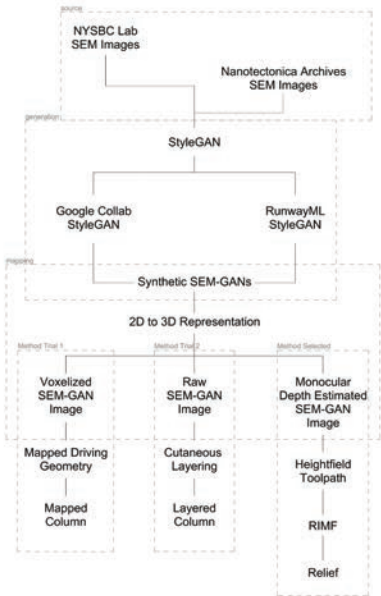 source
NYSBC Lab
SEM Images
Nanotectonica Archives
SEM Images
generation
StyleGAN
Google Collab
StyleGAN
RunwayML
StyleGAN
mapping
Synthetic SEM-GANs
2D to 3D Representation
Method Trial 1
Method Trial 2
Method Selected
Voxelized
SEM-GAN
Image
Raw
SEM-GAN
Image
Monocular
Depth Estimated
SEM-GAN
Image
Mapped Driving
Geometry
Cutaneous
Layering
Heightfield
Toolpath
Mapped
Column
Layered
Column
RIMF
Relief